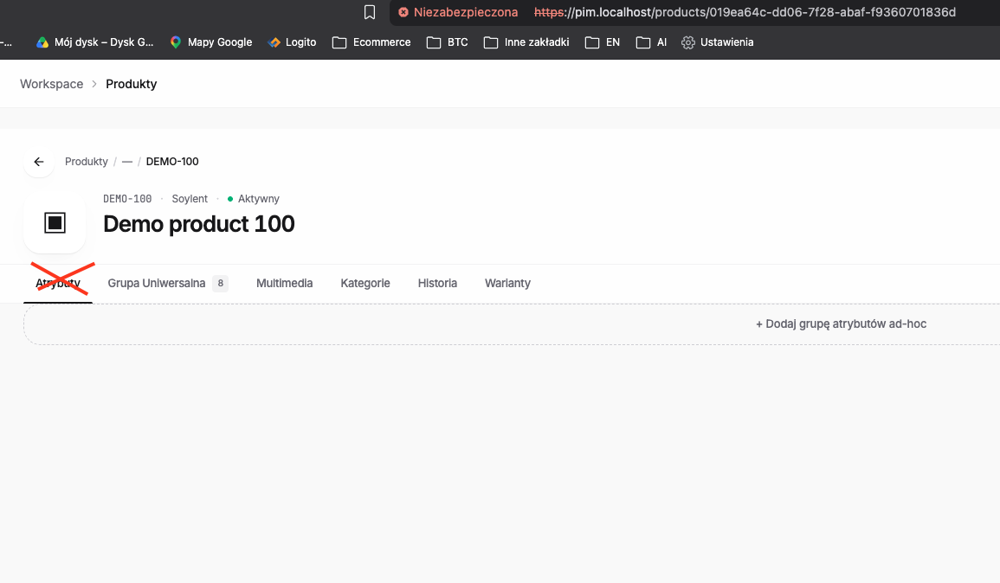 Niezabezpieczona https://pim.localhost/products/019ea64c-dd06-7f28-abaf-f9360701836d
-... Mój dysk – Dysk G... Mapy Google Logito Ecommerce BTC Inne zakładki EN AI Ustawienia
Workspace > Produkty
Produkty / — / DEMO-100
DEMO-100 · Soylent · Aktywny
Demo product 100
Atrybuty Grupa Uniwersalna 8 Multimedia Kategorie Historia Warianty
+ Dodaj grupę atrybutów ad-hoc